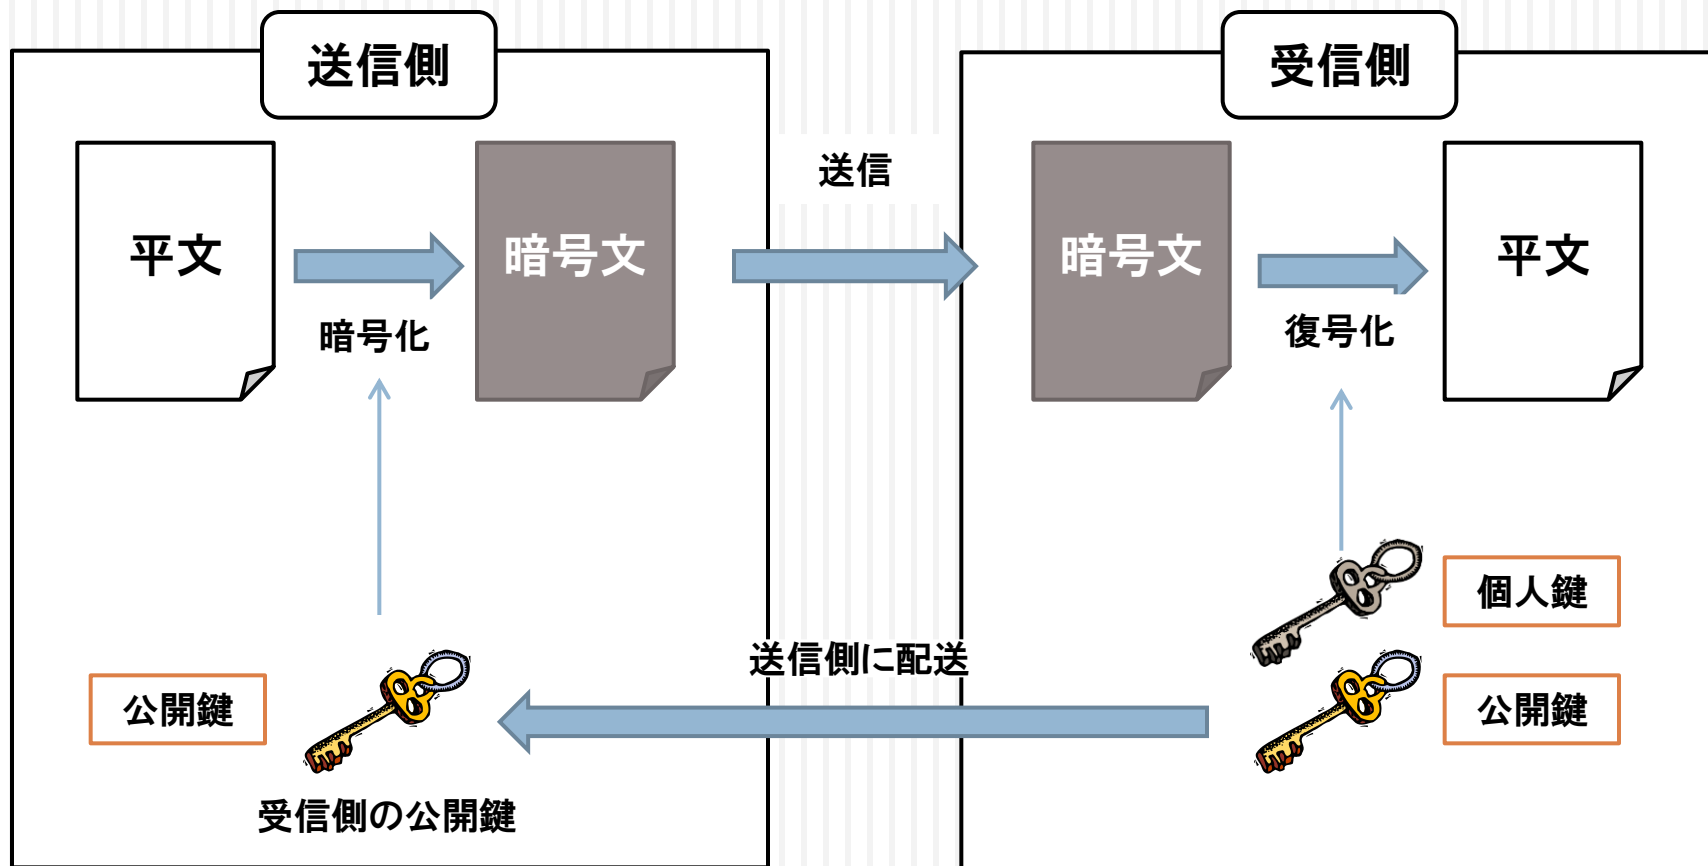 送信側
受信側
平文
暗号文
送信
暗号文
平文
暗号化
復号化
個人鍵
送信側に配送
公開鍵
公開鍵
受信側の公開鍵